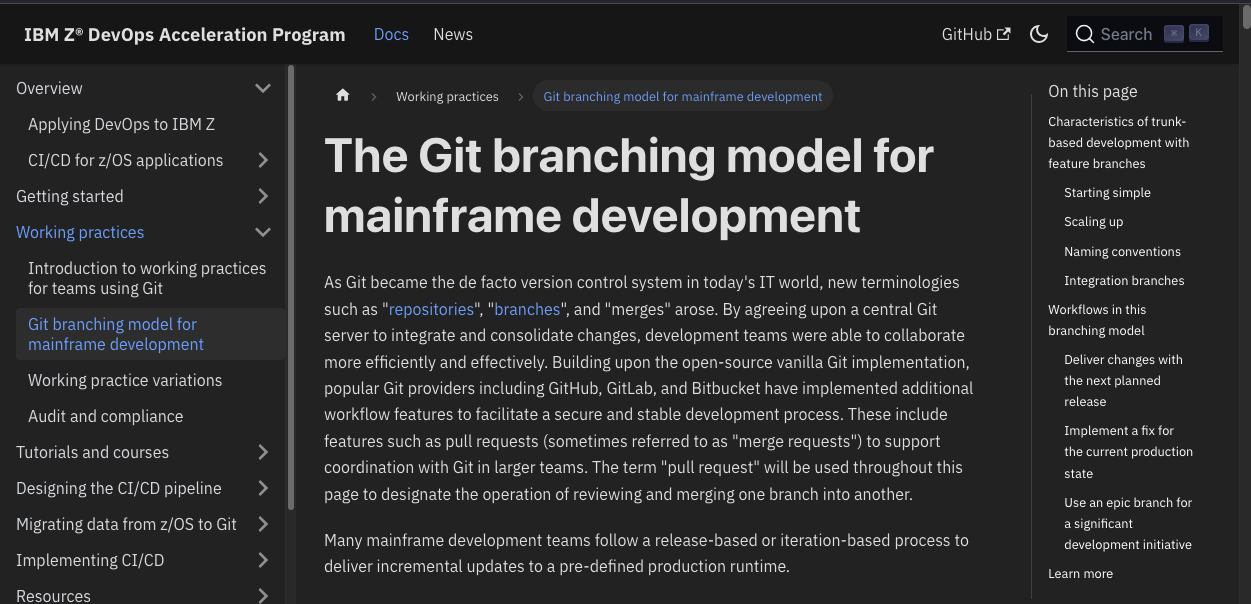 IBM Z® DevOps Acceleration Program Docs News GitHub Search ⌘ K
Overview
Applying DevOps to IBM Z
CI/CD for z/OS applications
Getting started
Working practices
Introduction to working practices
for teams using Git
Git branching model for
mainframe development
Working practice variations
Audit and compliance
Tutorials and courses
Designing the CI/CD pipeline
Migrating data from z/OS to Git
Implementing CI/CD
Resources
Working practices Git branching model for mainframe development
The Git branching model for
mainframe development
As Git became the de facto version control system in today's IT world, new terminologies
such as "repositories", "branches", and "merges" arose. By agreeing upon a central Git
server to integrate and consolidate changes, development teams were able to collaborate
more efficiently and effectively. Building upon the open-source vanilla Git implementation,
popular Git providers including GitHub, GitLab, and Bitbucket have implemented additional
workflow features to facilitate a secure and stable development process. These include
features such as pull requests (sometimes referred to as "merge requests") to support
coordination with Git in larger teams. The term "pull request" will be used throughout this
page to designate the operation of reviewing and merging one branch into another.
Many mainframe development teams follow a release-based or iteration-based process to
deliver incremental updates to a pre-defined production runtime.
On this page
Characteristics of trunk-
based development with
feature branches
Starting simple
Scaling up
Naming conventions
Integration branches
Workflows in this
branching model
Deliver changes with
the next planned
release
Implement a fix for
the current production
state
Use an epic branch for
a significant
development initiative
Learn more